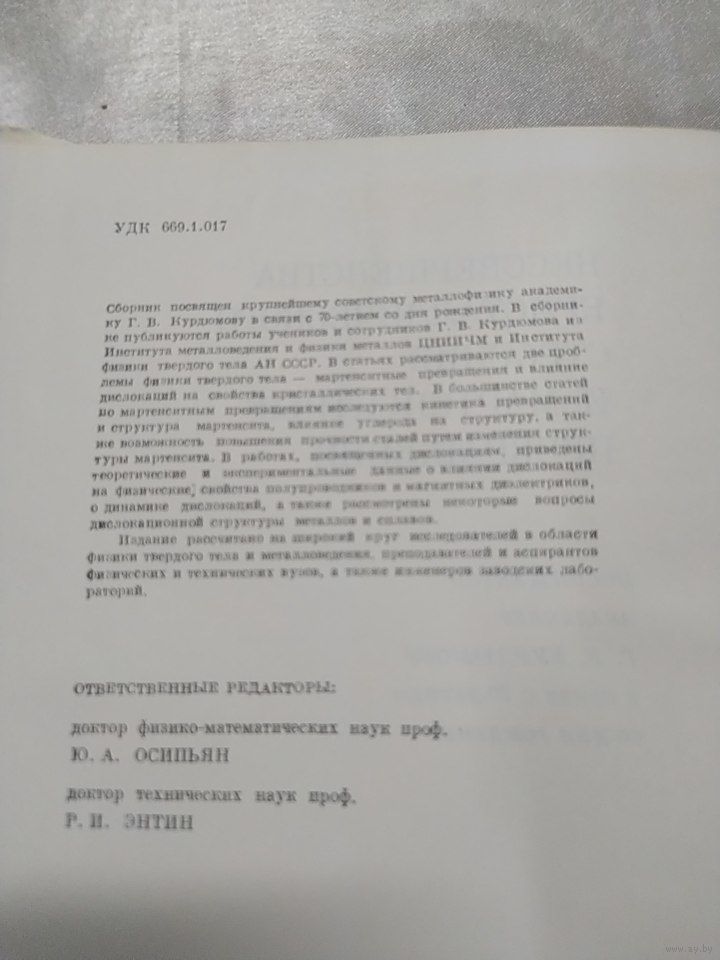 УДК 669.1.017
Сборник посвящен крупнейшему советскому металлофизику академи-
ку Г. В. Курдюмову в связи с 70-летием со дня рождения. В сборни-
ке публикуются работы учеников и сотрудников Г. В. Курдюмова из
Института металловедения и физики металлов ЦНИИЧМ и Института
физики твердого тела АН СССР. В статьях рассматриваются две проб-
лемы физики твердого тела — мартенситные превращения и влияние
дислокаций на свойства кристаллических тел. В большинстве статей
по мартенситным превращениям исследуются кинетика превращений
и структура мартенсита, влияние углерода на структуру, а так-
же возможность повышения прочности сталей путем изменения струк-
туры мартенсита. В работах, посвященных дислокациям, приведены
теоретические и экспериментальные данные о влиянии дислокаций
на физические свойства полупроводников и магнитных диэлектриков,
о динамике дислокаций, а также рассмотрены некоторые вопросы
дислокационной структуры металлов и сплавов.
Издание рассчитано на широкий круг исследователей в области
физики твердого тела и металловедения, преподавателей и аспирантов
физических и технических вузов, а также инженеров заводских лабо-
раторий.
ОТВЕТСТВЕННЫЕ РЕДАКТОРЫ:
доктор физико-математических наук проф.
Ю. А. ОСИПЬЯН
доктор технических наук проф.
Р. И. ЭНТИН
www.ay.by